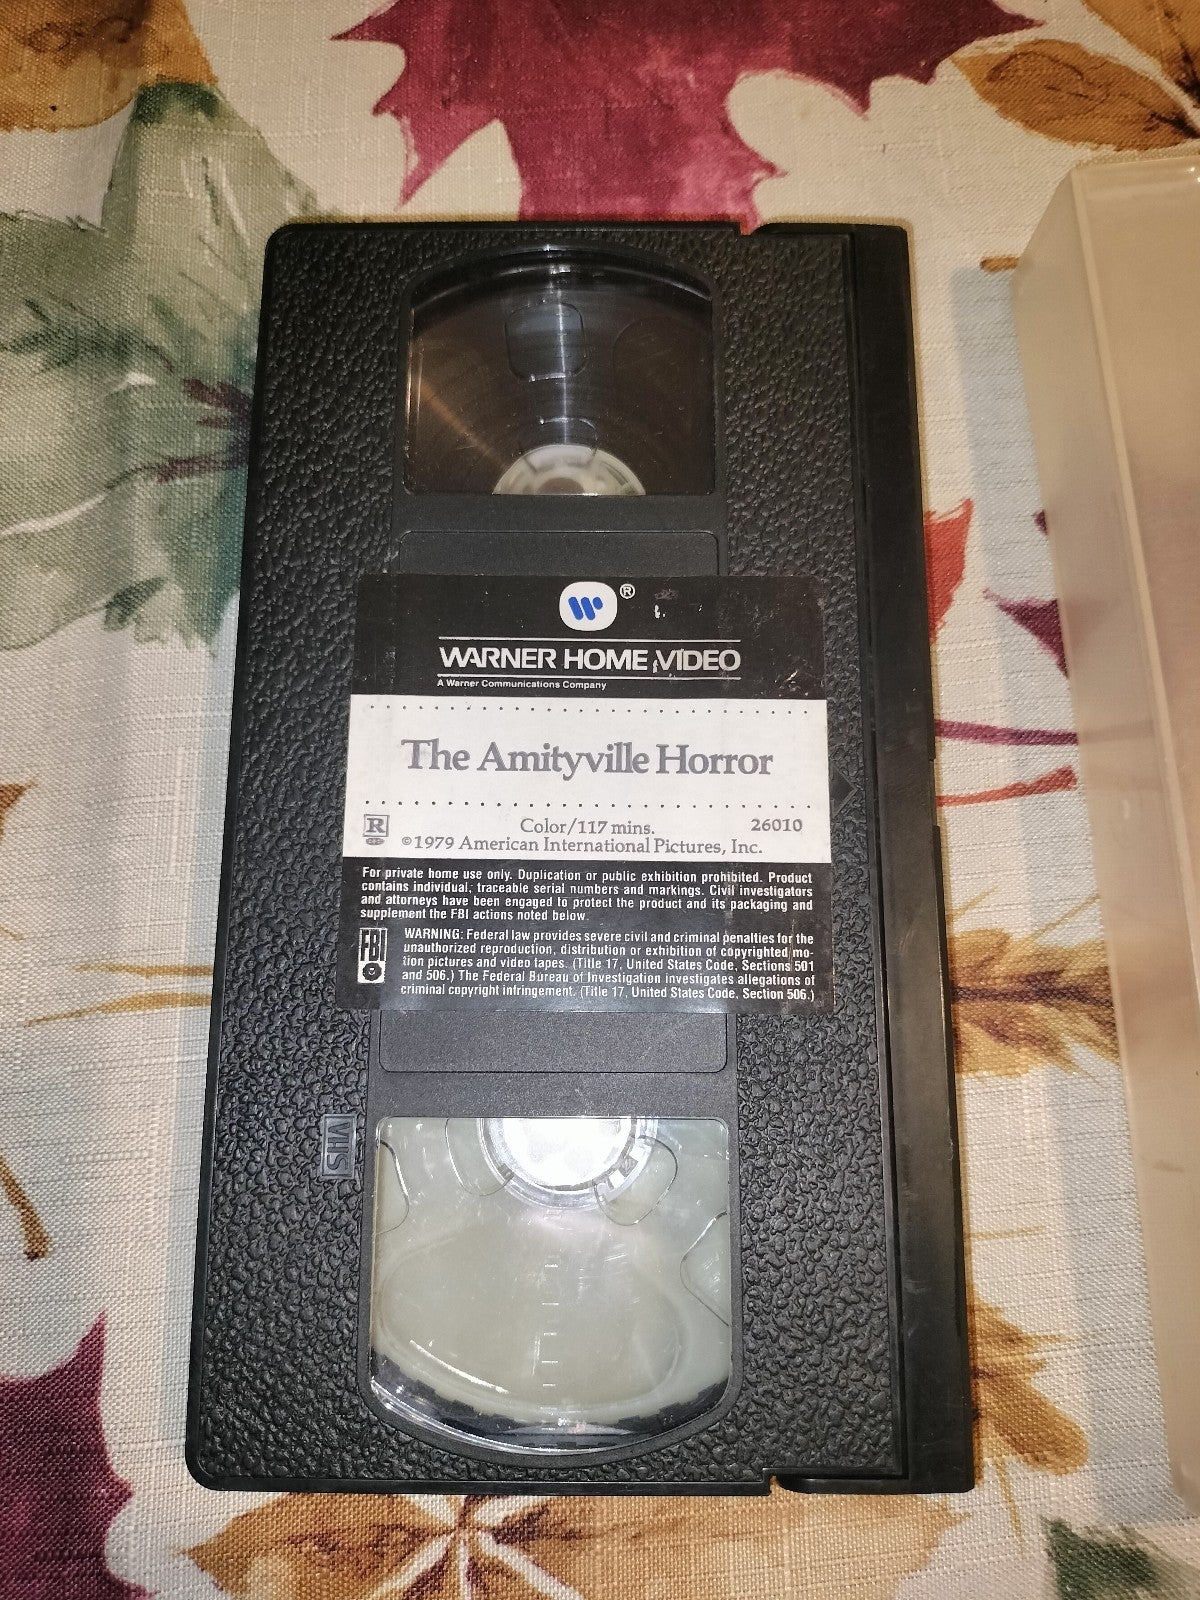 W ®
WARNER HOME VIDEO
A Warner Communications Company
The Amityville Horror
R
Color/117 mins. 26010
©1979 American International Pictures, Inc.
For private home use only. Duplication or public exhibition prohibited. Product
contains individual, traceable serial numbers and markings. Civil investigators
and attorneys have been engaged to protect the product and its packaging and
supplement the FBI actions noted below.
FBI
WARNING: Federal law provides severe civil and criminal penalties for the
unauthorized reproduction, distribution or exhibition of copyrighted mo-
tion pictures and video tapes. (Title 17, United States Code, Sections 501
and 506.) The Federal Bureau of Investigation investigates allegations of
criminal copyright infringement. (Title 17, United States Code, Section 506.)
VHS